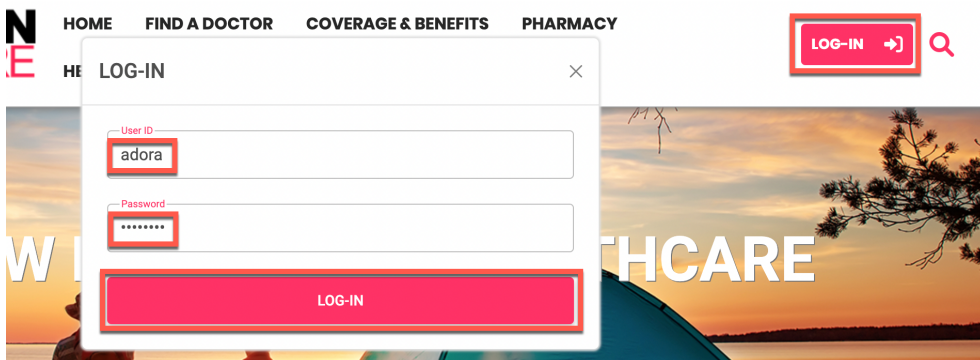 HOME FIND A DOCTOR COVERAGE & BENEFITS PHARMACY
LOG-IN
LOG-IN
User ID
adora
Password
••••••••
LOG-IN
THCARE